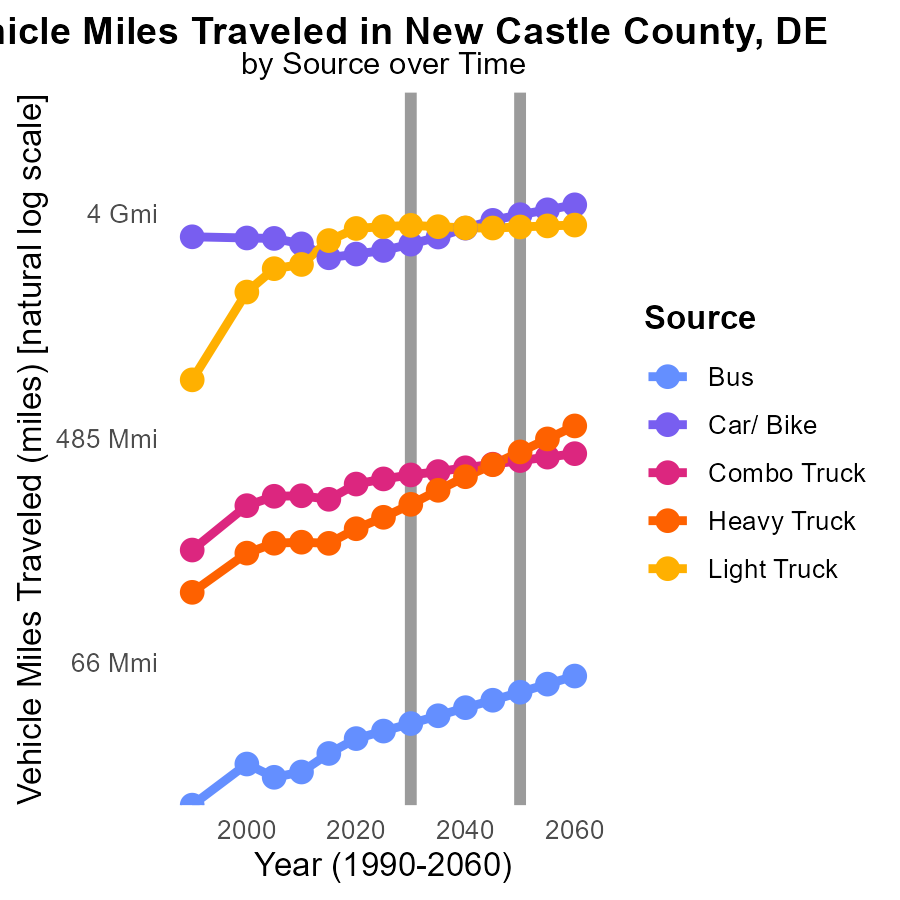 hicle Miles Traveled in New Castle County, DE
by Source over Time
Vehicle Miles Traveled (miles) [natural log scale]
4 Gmi
485 Mmi
66 Mmi
2000 2020 2040 2060
Year (1990-2060)
Source
Bus
Car/ Bike
Combo Truck
Heavy Truck
Light Truck